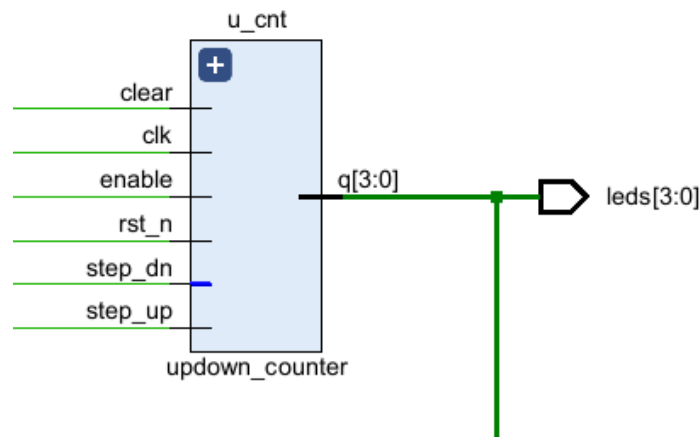 u_cnt
clear
clk
enable
rst_n
step_dn
step_up
q[3:0]
leds[3:0]
updown_counter